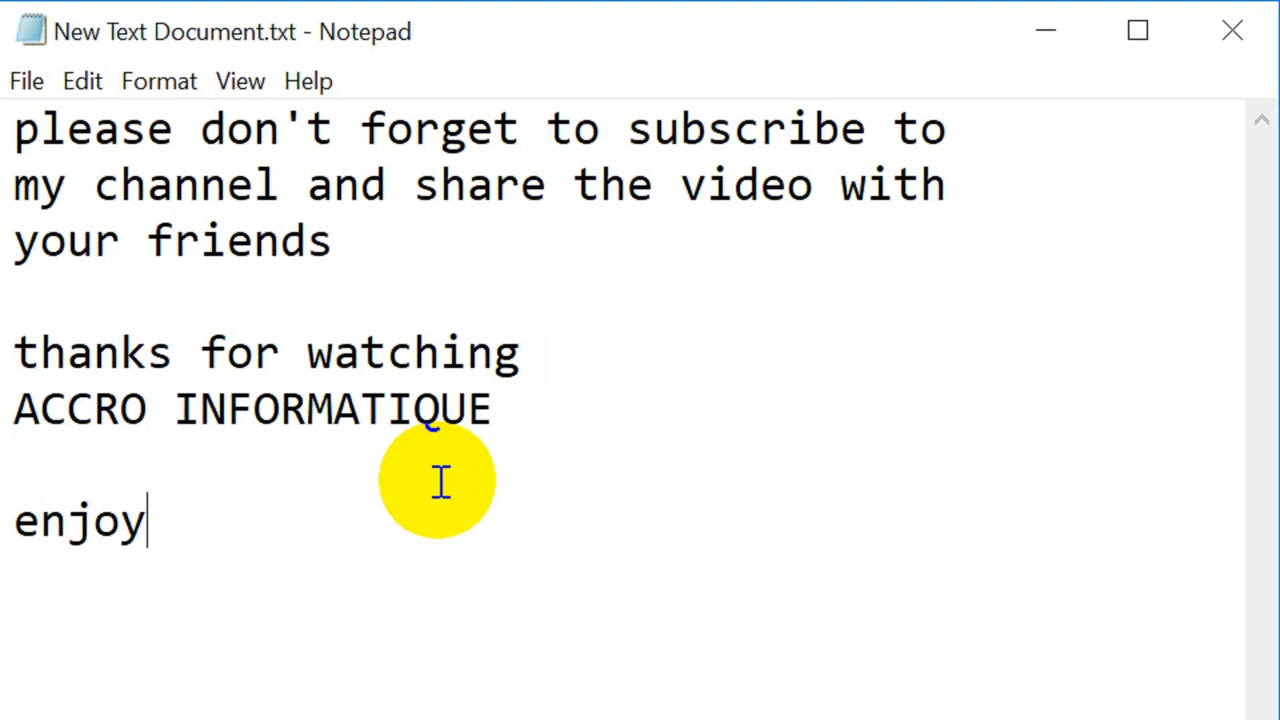 New Text Document.txt - Notepad
File Edit Format View Help
please don't forget to subscribe to
my channel and share the video with
your friends
thanks for watching
ACCRO INFORMATIQUE
enjoy